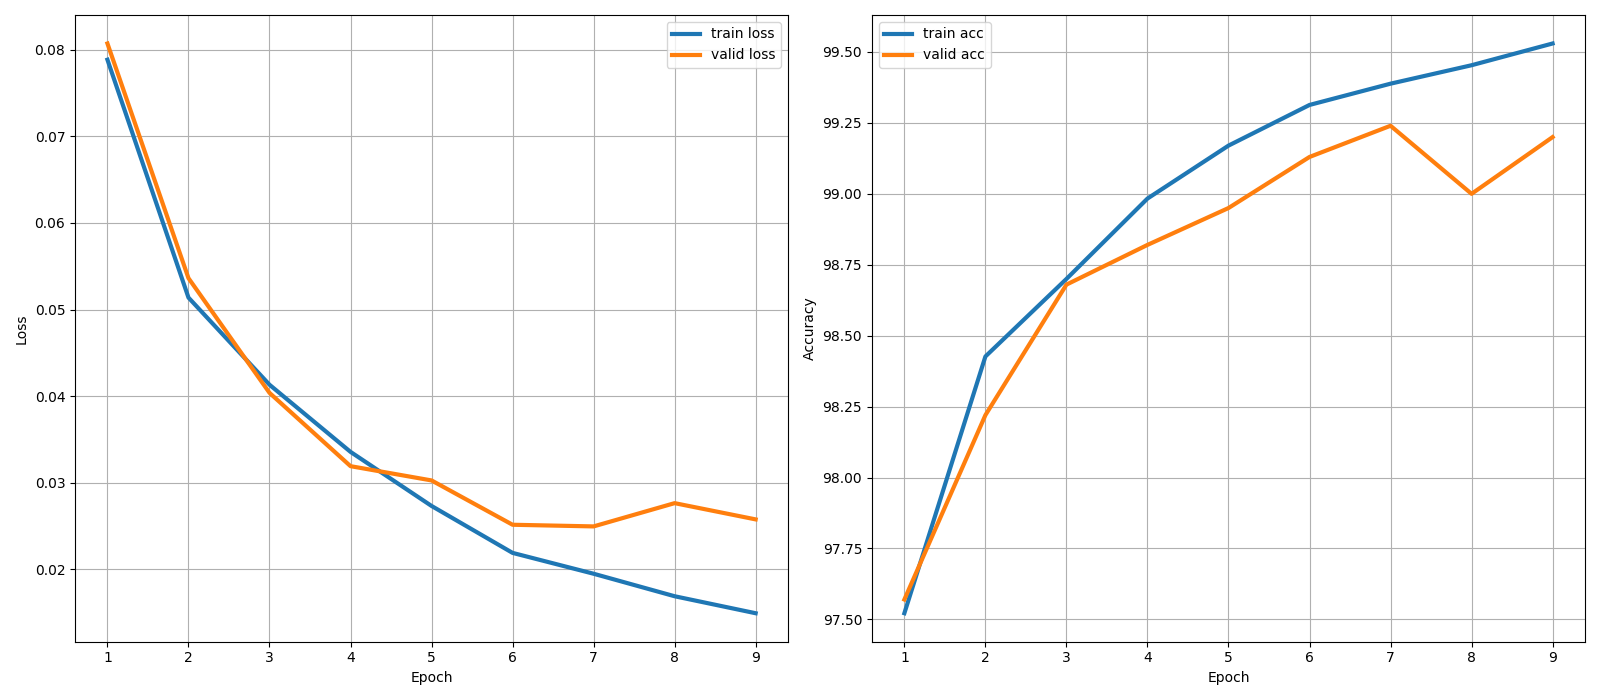 train loss
valid loss
0.08
0.07
0.06
0.05
0.04
0.03
0.02
Loss
1 2 3 4 5 6 7 8 9
Epoch
train acc
valid acc
99.50
99.25
99.00
98.75
98.50
98.25
98.00
97.75
97.50
Accuracy
1 2 3 4 5 6 7 8 9
Epoch